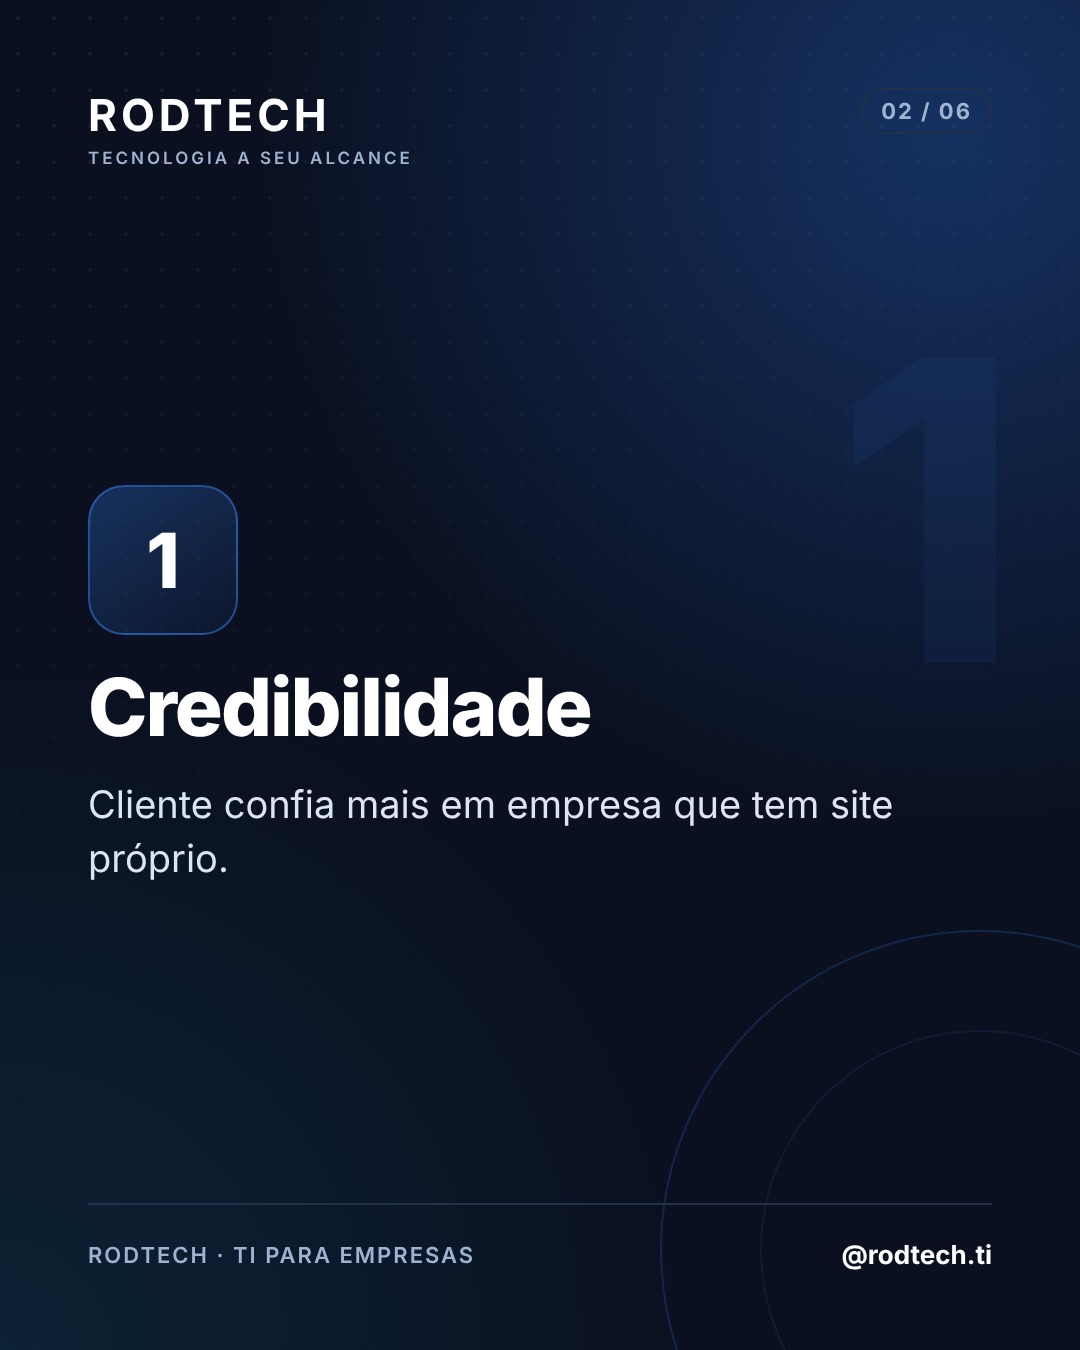 RODTECH
TECNOLOGIA A SEU ALCANCE
02 / 06
1
1
Credibilidade
Cliente confia mais em empresa que tem site
próprio.
RODTECH · TI PARA EMPRESAS
@rodtech.ti